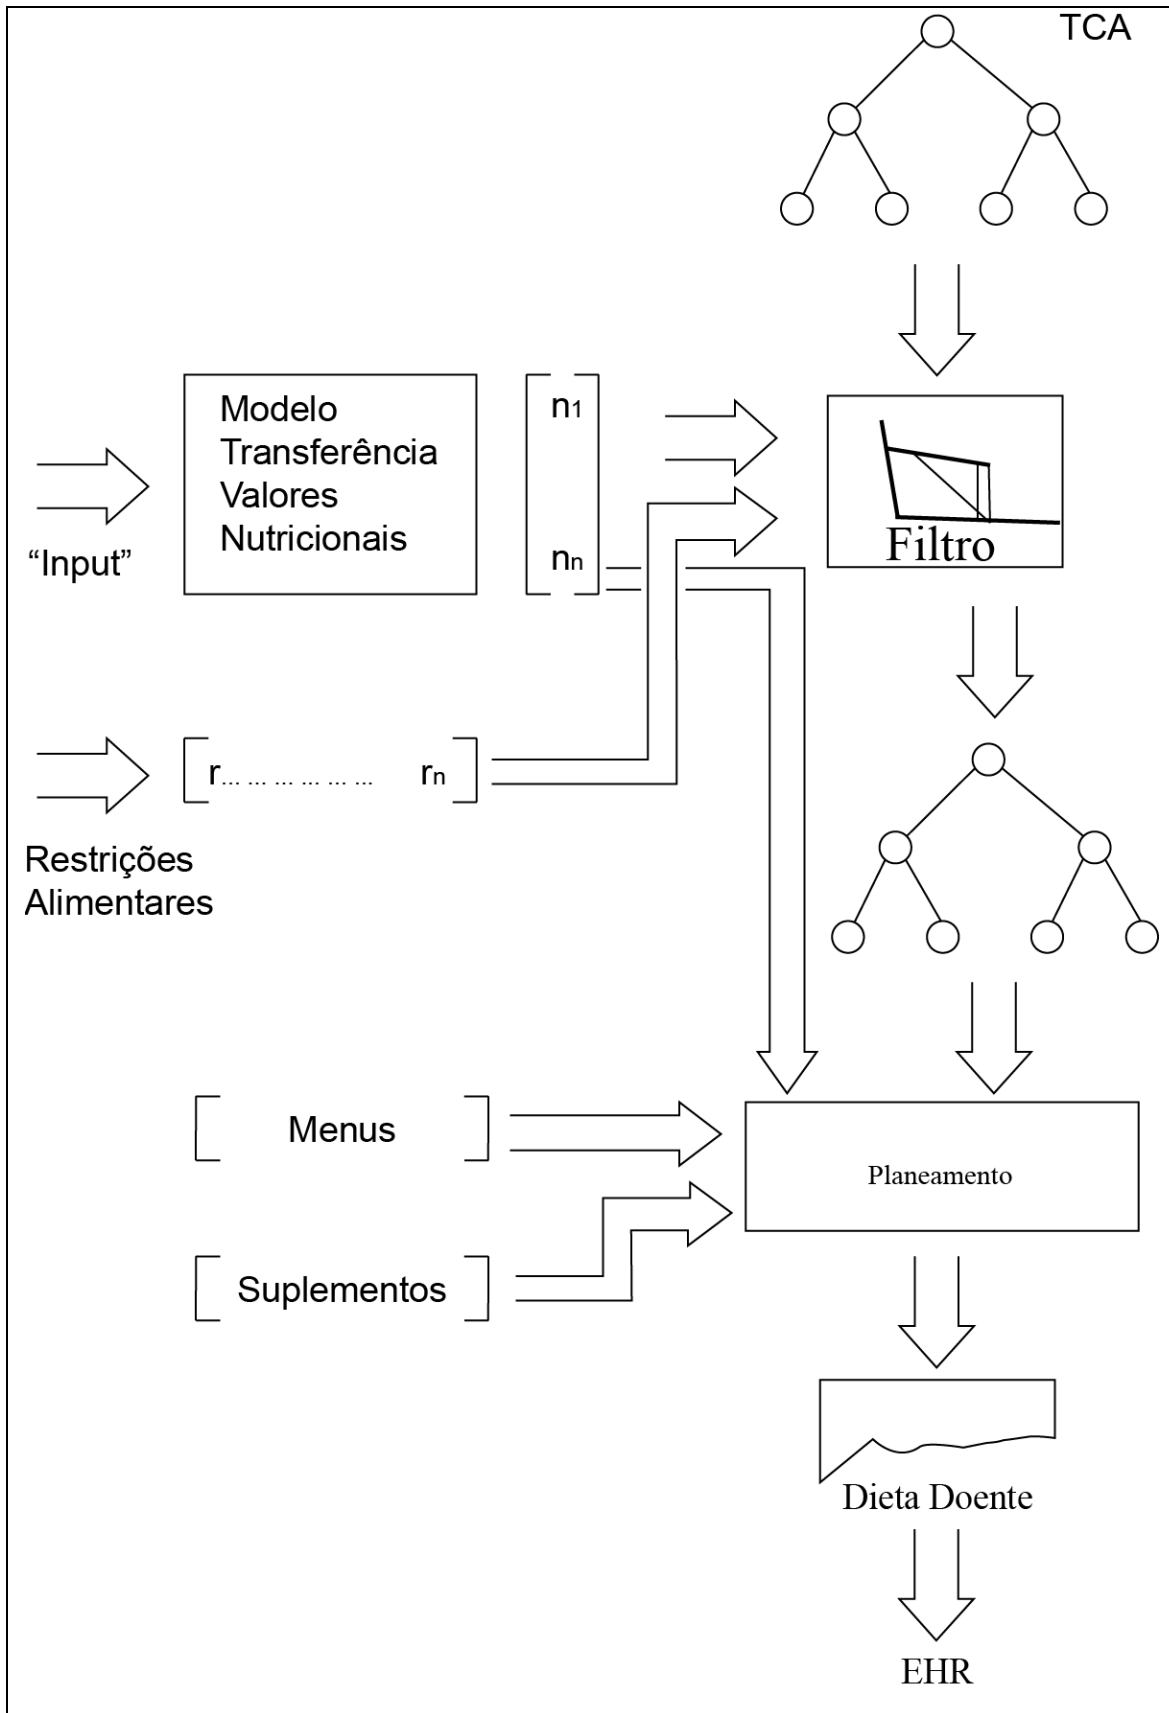 TCA
Modelo
Transferência
Valores
Nutricionais
n1
nn
“Input”
Filtro
r... ... ... ... ... ... rn
Restrições
Alimentares
Menus
Planeamento
Suplementos
Dieta Doente
EHR